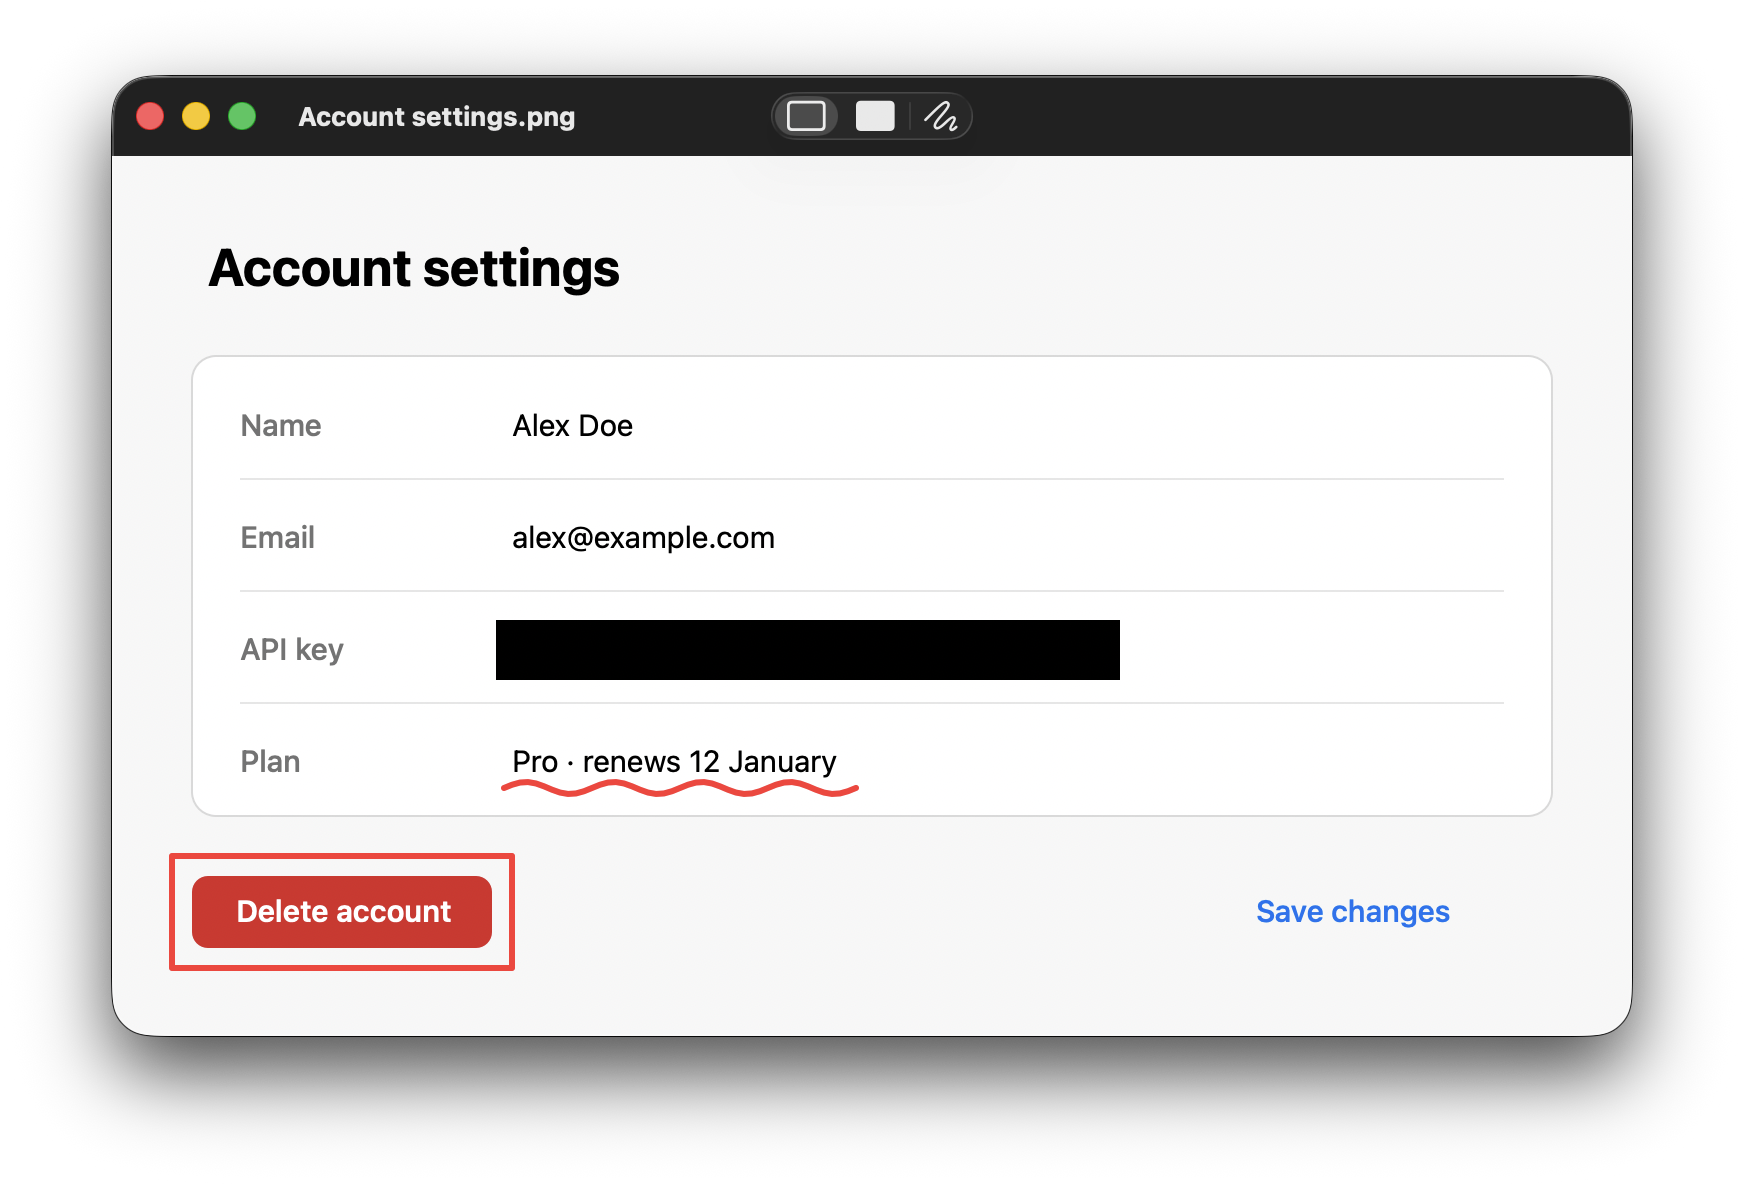 Account settings.png
Account settings
Name Alex Doe
Email alex@example.com
API key
Plan Pro · renews 12 January
Delete account Save changes